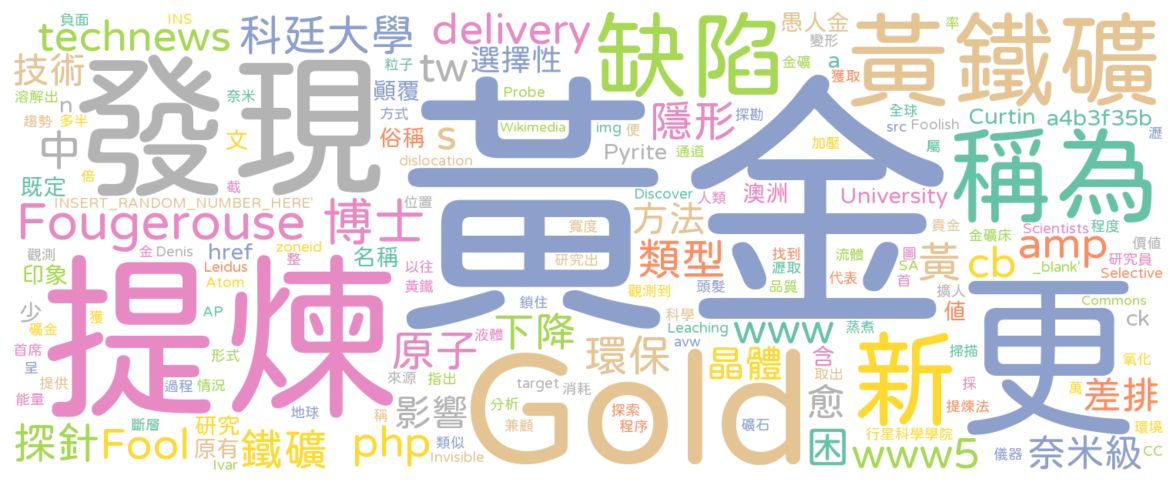 負面 INS
technews 科廷大學 delivery 缺陷 愚人金 率 黃鐵礦
粒子 選擇性 變形
技術 tw 金礦 a 獲取
溶解出 n 奈米 發現 顛覆 Probe 隱形 探勘 全球 Curtin a4b3f35b
趨勢 多半 方式 s Wikimedia img 便 src Foolish 瀝
中 文 俗稱 Pyrite 通道 加壓 屬 稱為
倍 截 dislocation 黃金
既定 Discover 人類 澳洲 University
INSERT_RANDOM_NUMBER_HERE' 位置 貴金
Fougerouse 博士 寬度 方法 金礦床 Scientists 程度
觀測 金 Denis href zoneid 名稱 研究出 類型 找到 流體 圖 amp 價值
印象 Leidus 整 以往 瀝取 SA 黃 cb 研究員
Atom 黃鐵 觀測到 頭髮 品質 代表 首 _blank' Selective
少 礦金 獲 AP 鎖住 擴人 值 Commons
提煉 下降 科學 Leaching www 蒸煮 更 ck
首席 呈 形式 原子 液體 avw 環保 晶體 含 新 掃描 氧化
提供 過程 情況 來源 指出 Gold target 消耗 取出 採 萬
能量 地球 稱 影響 愈 提煉法 差排
斷層 研究 分析 探索 礦石 環境
探針 Fool 原有 鐵礦 php 類似 兼顧 程序 困 行星科學學院 奈米級
Ivar Invisible www5 儀器 CC